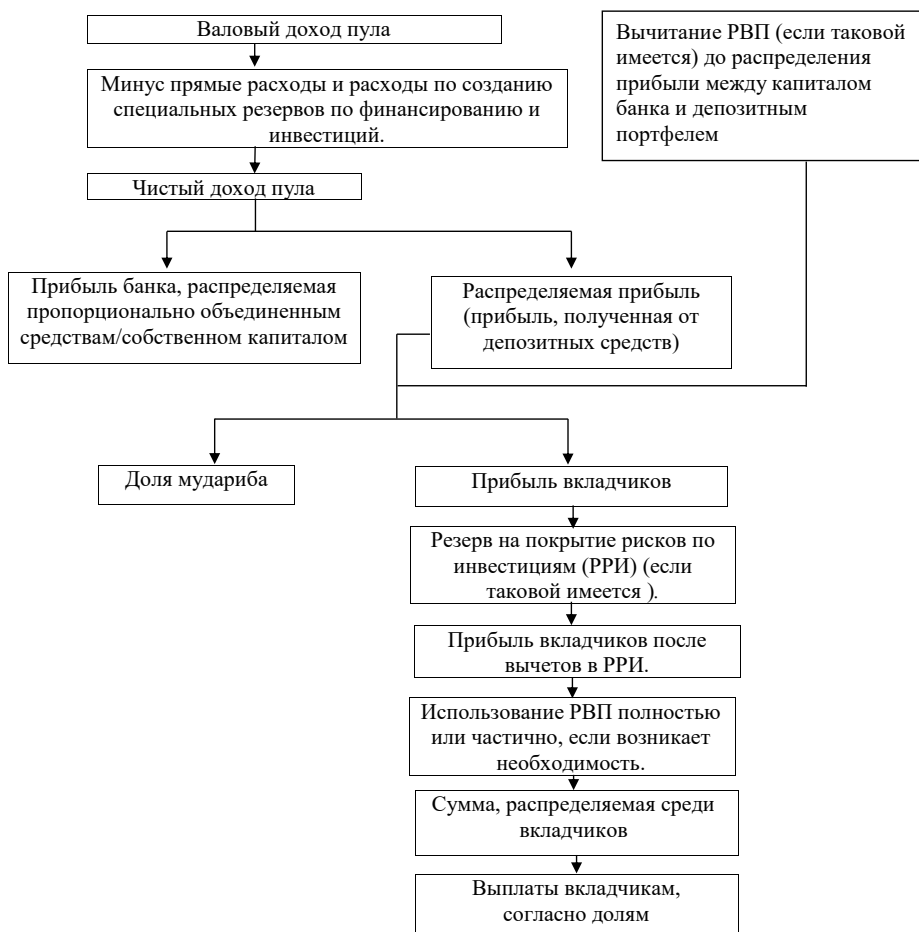 Валовый доход пула
Вычитание РВП (если таковой
имеется) до распределения
прибыли между капиталом
банка и депозитным
портфелем
Минус прямые расходы и расходы по созданию
специальных резервов по финансированию и
инвестиций.
Чистый доход пула
Прибыль банка, распределяемая
пропорционально объединенным
средствам/собственном капиталом
Распределяемая прибыль
(прибыль, полученная от
депозитных средств)
Доля мудариба
Прибыль вкладчиков
Резерв на покрытие рисков по
инвестициям (РРИ) (если
таковой имеется ).
Прибыль вкладчиков после
вычетов в РРИ.
Использование РВП полностью
или частично, если возникает
необходимость.
Сумма, распределяемая среди
вкладчиков
Выплаты вкладчикам,
согласно долям